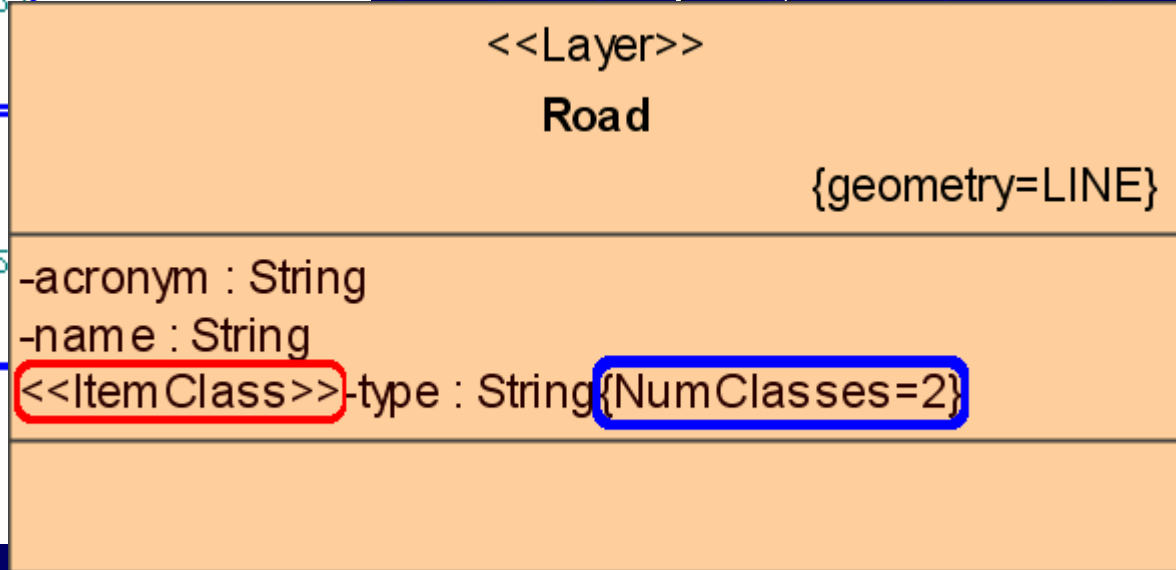 <<Layer>>
Road
{geometry=LINE}
-acronym : String
-name : String
<<ItemClass>>-type : String{NumClasses=2}